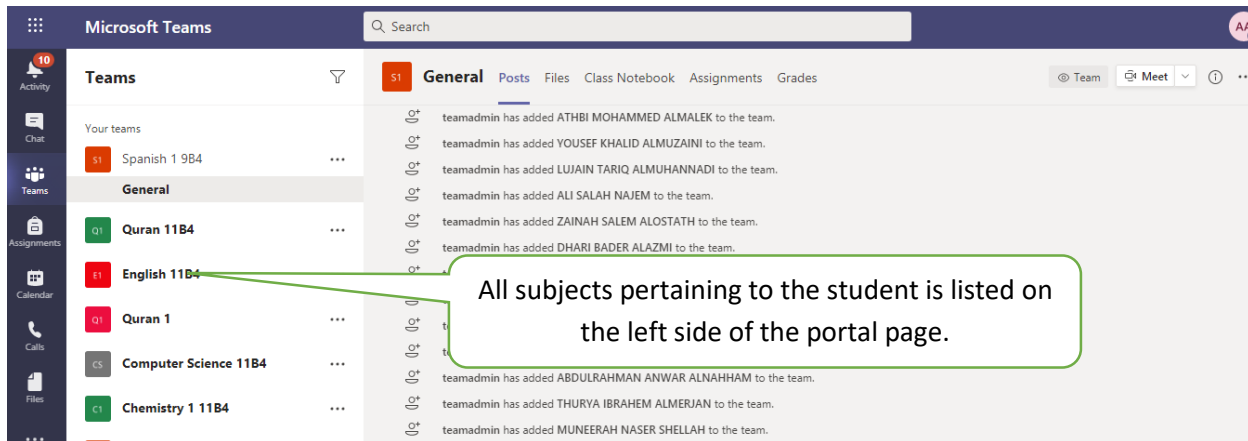 Microsoft Teams
Search
AA
10
Activity
Chat
Teams
Assignments
Calendar
Calls
Files
Teams
Your teams
S1 Spanish 1 9B4 ...
General
Q1 Quran 11B4 ...
E1 English 11B4
Q1 Quran 1 ...
CS Computer Science 11B4 ...
C1 Chemistry 1 11B4 ...
S1 General Posts Files Class Notebook Assignments Grades Team Meet
teamadmin has added ATHBI MOHAMMED ALMALEK to the team.
teamadmin has added YOUSEF KHALID ALMUZAINI to the team.
teamadmin has added LUJAIN TARIQ ALMUHANNADI to the team.
teamadmin has added ALI SALAH NAJEM to the team.
teamadmin has added ZAINAH SALEM ALOSTATH to the team.
teamadmin has added DHARI BADER ALAZMI to the team.
All subjects pertaining to the student is listed on
the left side of the portal page.
teamadmin has added ABDULRAHMAN ANWAR ALNAHHAM to the team.
teamadmin has added THURYA IBRAHEM ALMERJAN to the team.
teamadmin has added MUNEERAH NASER SHELLAH to the team.